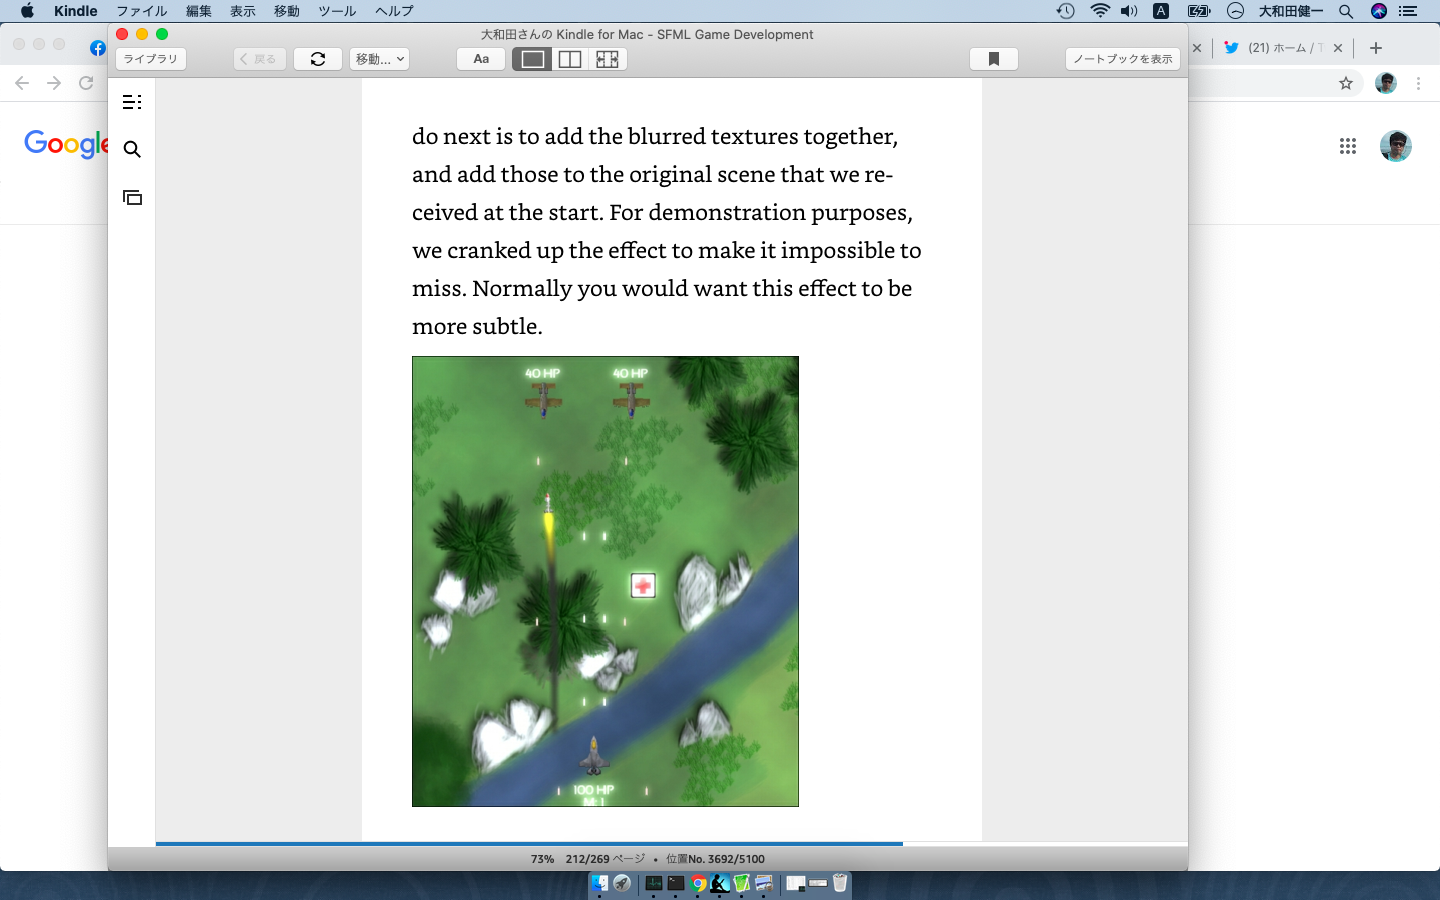 Kindle ファイル 編集 表示 移動 ツール ヘルプ A 大和田健一
大和田さんの Kindle for Mac - SFML Game Development
(21) ホーム / T
ライブラリ 戻る 移動... Aa ノートブックを表示
Google
do next is to add the blurred textures together,
and add those to the original scene that we re-
ceived at the start. For demonstration purposes,
we cranked up the effect to make it impossible to
miss. Normally you would want this effect to be
more subtle.
40 HP 40 HP
100 HP
M: 1
73% 212/269 ページ • 位置No. 3692/5100